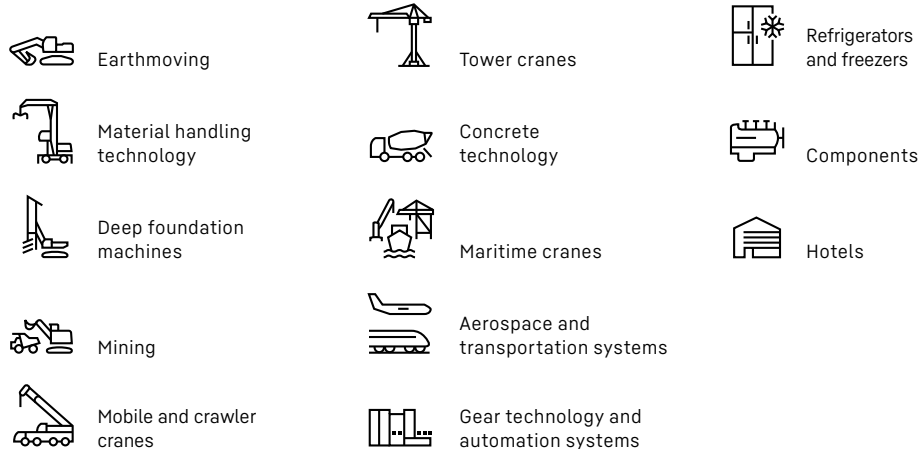 Earthmoving
Material handling
technology
Deep foundation
machines
Mining
Mobile and crawler
cranes
Tower cranes
Concrete
technology
Maritime cranes
Aerospace and
transportation systems
Gear technology and
automation systems
Refrigerators
and freezers
Components
Hotels